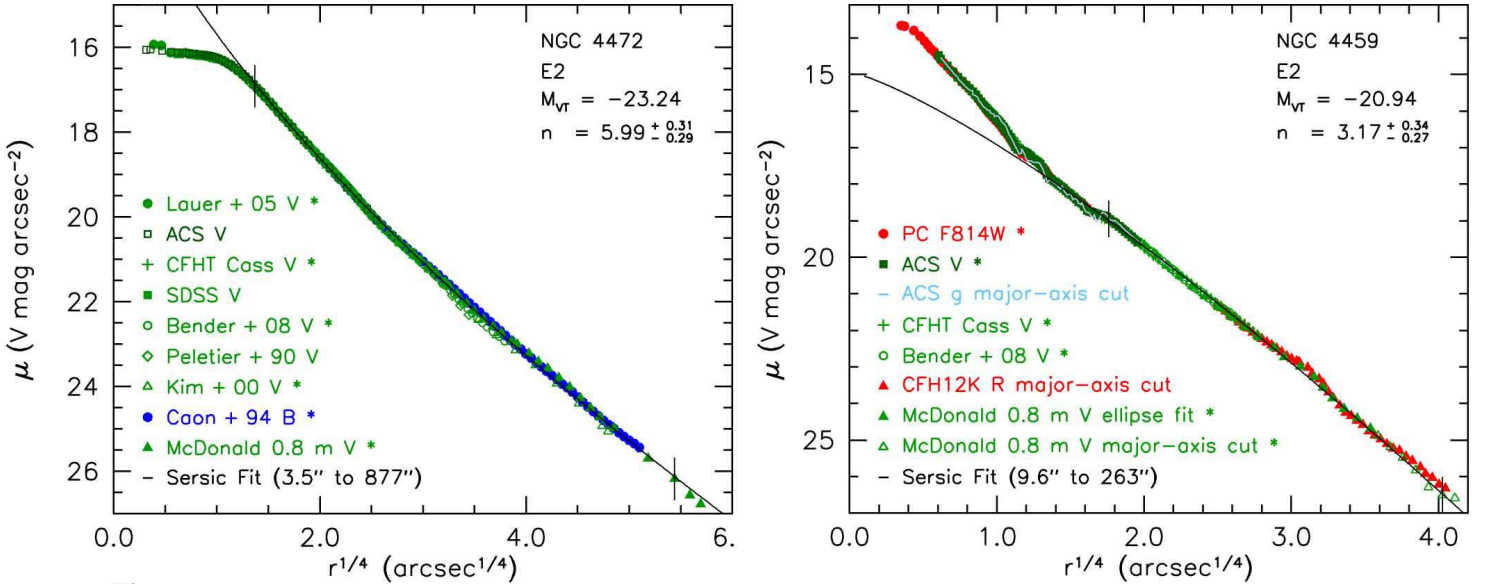 NGC 4472
E2
M_VT = −23.24
n = 5.99 + 0.31 − 0.29
16
18
20
22
24
26
μ (V mag arcsec⁻²)
Lauer + 05 V *
ACS V
CFHT Cass V *
SDSS V
Bender + 08 V *
Peletier + 90 V
Kim + 00 V *
Caon + 94 B *
McDonald 0.8 m V *
− Sersic Fit (3.5″ to 877″)
0.0 2.0 4.0 6.
r^1/4 (arcsec^1/4)
NGC 4459
E2
M_VT = −20.94
n = 3.17 + 0.34 − 0.27
15
20
25
μ (V mag arcsec⁻²)
PC F814W *
ACS V *
− ACS g major−axis cut
CFHT Cass V *
Bender + 08 V *
CFH12K R major−axis cut
McDonald 0.8 m V ellipse fit *
McDonald 0.8 m V major−axis cut *
− Sersic Fit (9.6″ to 263″)
0.0 1.0 2.0 3.0 4.0
r^1/4 (arcsec^1/4)